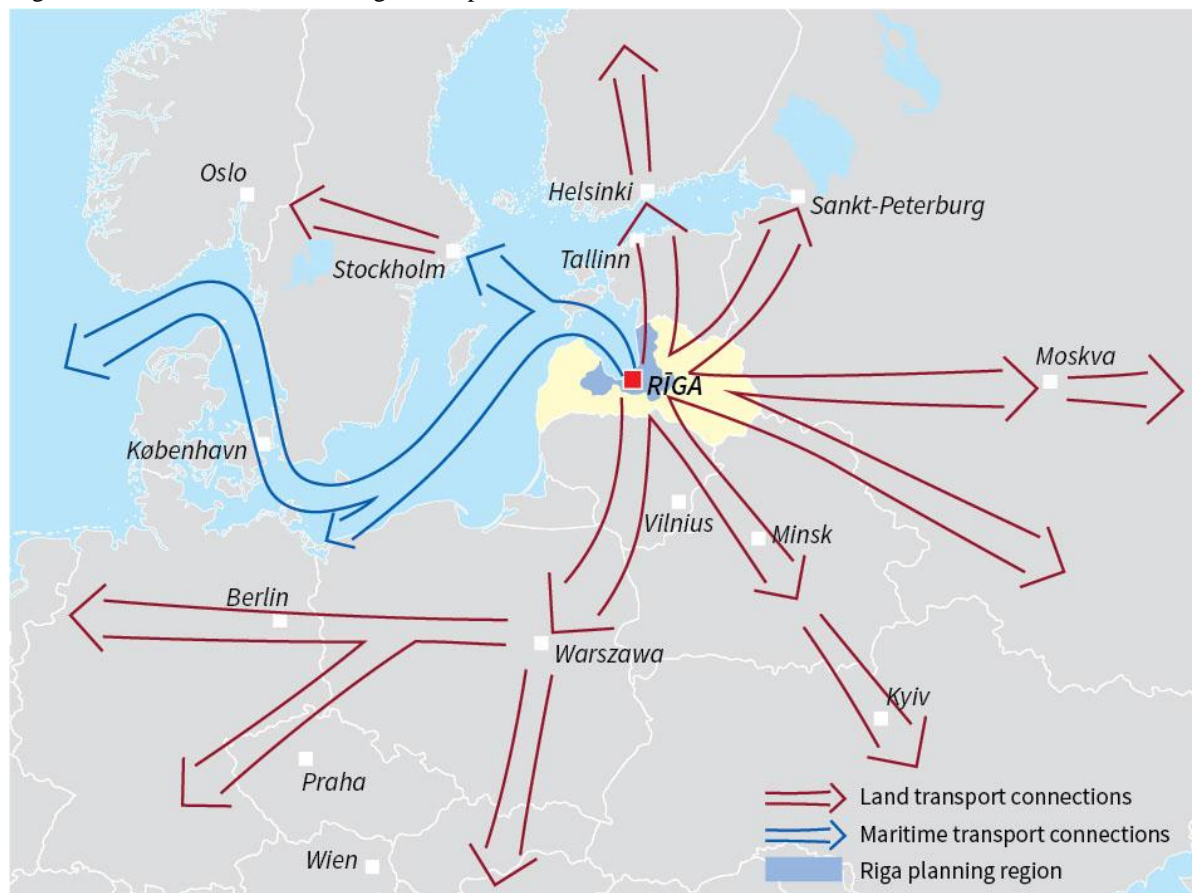 Oslo
Helsinki
Sankt-Peterburg
Stockholm
Tallinn
RĪGA
Moskva
København
Vilnius
Minsk
Berlin
Warszawa
Kyiv
Praha
Wien
Land transport connections
Maritime transport connections
Riga planning region